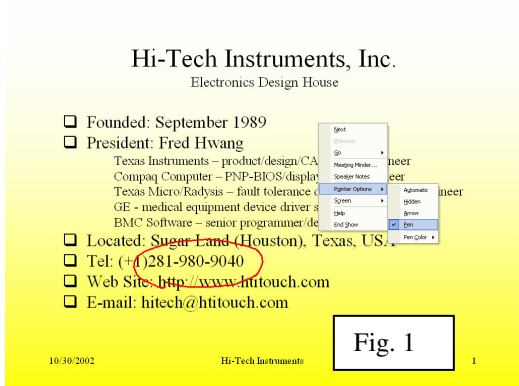 Hi-Tech Instruments, Inc.
Electronics Design House
Founded: September 1989
President: Fred Hwang
Texas Instruments – product/design/CA
Compaq Computer – PNP-BIOS/display
Texas Micro/Radysis – fault tolerance
GE - medical equipment device driver
BMC Software – senior programmer/de
Located: Sugar Land (Houston), Texas, USA
Tel: (+1)281-980-9040
Web Site: http://www.htitouch.com
E-mail: hitech@htitouch.com
Next
Previous
Go
Meeting Minder...
Speaker Notes
Pointer Options
Screen
Help
End Show
Automatic
Hidden
Arrow
Pen
Pen Color
Fig. 1
10/30/2002
Hi-Tech Instruments
1